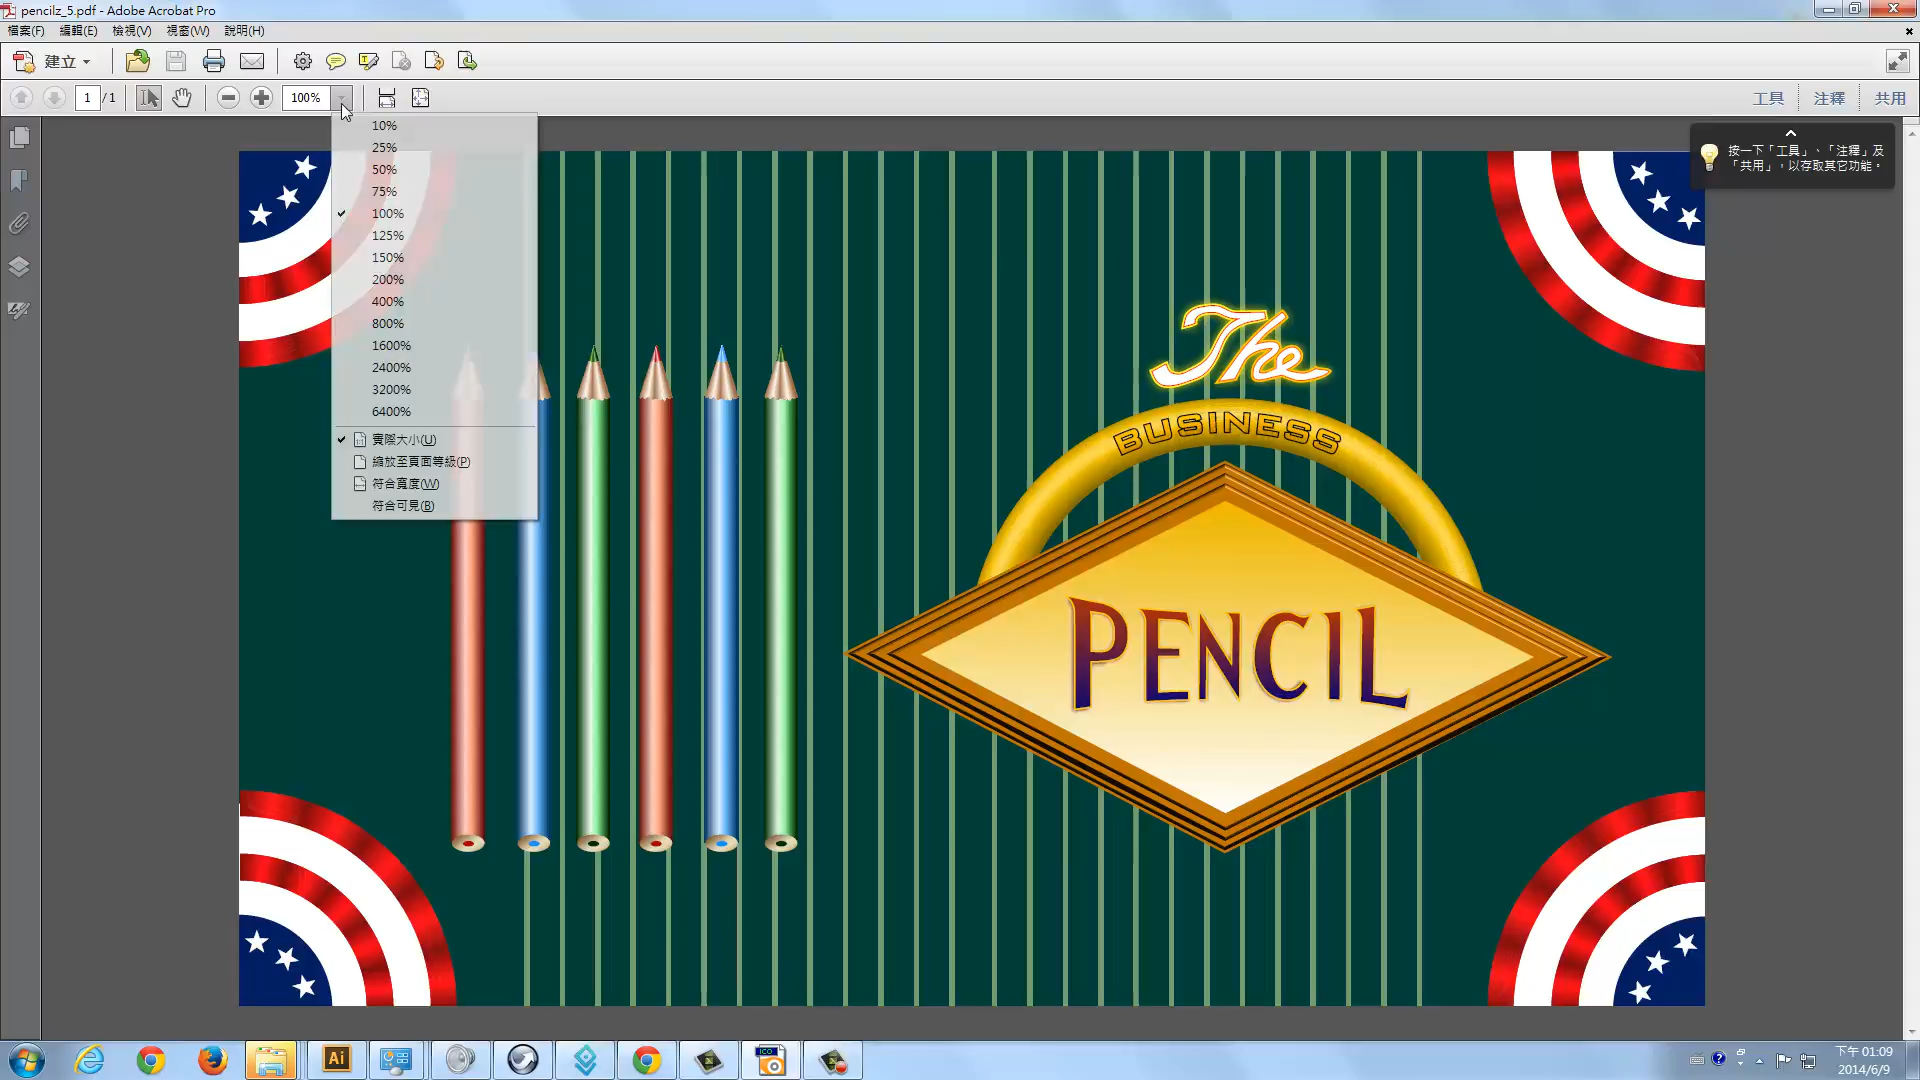 pencilz_5.pdf - Adobe Acrobat Pro
檔案(F) 編輯(E) 檢視(V) 視窗(W) 說明(H)
建立
1 / 1 100% 工具 注釋 共用
10%
25%
50%
75%
100%
125%
150%
200%
400%
800%
1600%
2400%
3200%
6400%
實際大小(U)
縮放至頁面等級(P)
符合寬度(W)
符合可見(B)
按一下「工具」、「注釋」及
「共用」，以存取其它功能。
The
BUSINESS
PENCIL
Ai
ICO
下午 01:09
2014/6/9